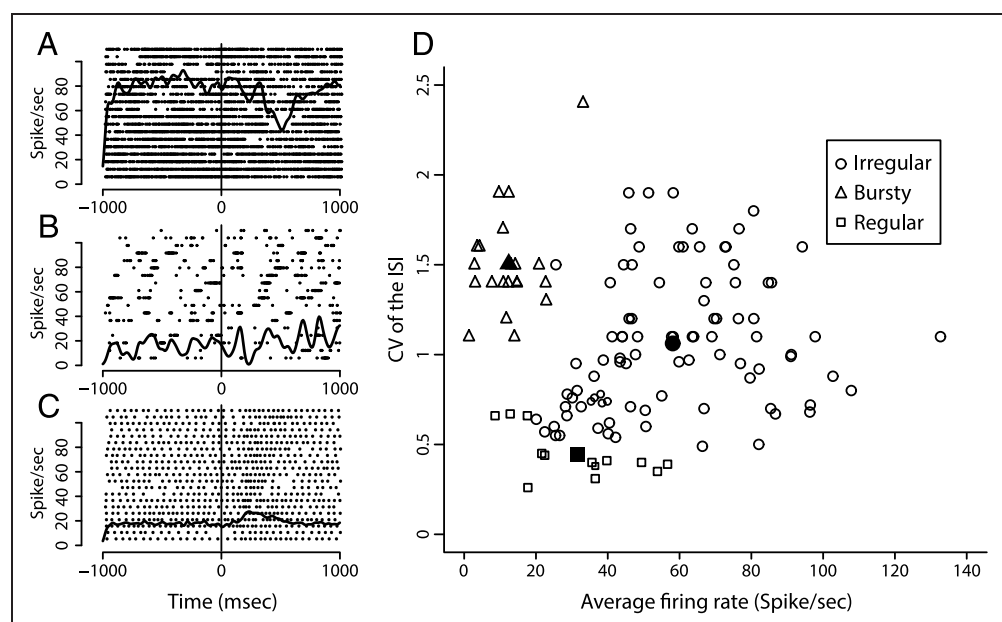 A
Spike/sec
0 20 40 60 80
−1000 0 1000
B
Spike/sec
0 20 40 60 80
−1000 0 1000
C
Spike/sec
0 20 40 60 80
−1000 0 1000
Time (msec)
D
CV of the ISI
2.5
2
1.5
1
0.5
0
Irregular
Bursty
Regular
0 20 40 60 80 100 120 140
Average firing rate (Spike/sec)